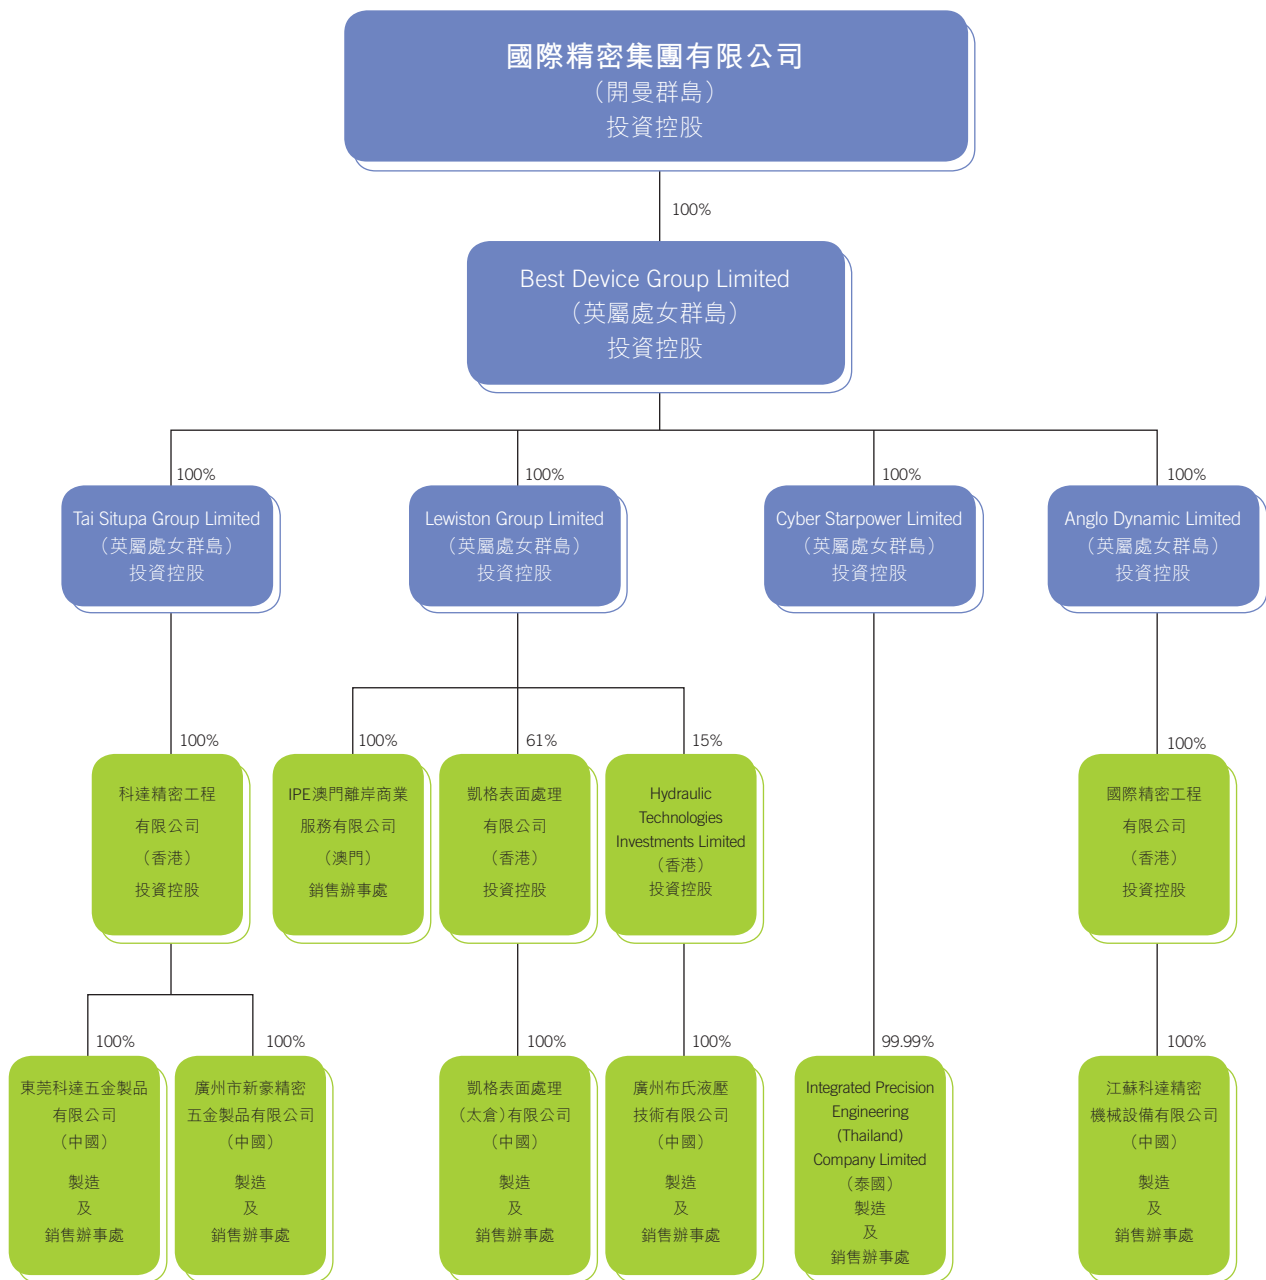 國際精密集團有限公司
（開曼群島）
投資控股
100%
Best Device Group Limited
（英屬處女群島）
投資控股
100%
Tai Situpa Group Limited
（英屬處女群島）
投資控股
100%
Lewiston Group Limited
（英屬處女群島）
投資控股
100%
Cyber Starpower Limited
（英屬處女群島）
投資控股
100%
Anglo Dynamic Limited
（英屬處女群島）
投資控股
100%
科達精密工程
有限公司
（香港）
投資控股
100%
IPE澳門離岸商業
服務有限公司
（澳門）
銷售辦事處
61%
凱格表面處理
有限公司
（香港）
投資控股
15%
Hydraulic
Technologies
Investments Limited
（香港）
投資控股
100%
國際精密工程
有限公司
（香港）
投資控股
100%
東莞科達五金製品
有限公司
（中國）
製造
及
銷售辦事處
100%
廣州市新豪精密
五金製品有限公司
（中國）
製造
及
銷售辦事處
100%
凱格表面處理
（太倉）有限公司
（中國）
製造
及
銷售辦事處
100%
廣州布氏液壓
技術有限公司
（中國）
製造
及
銷售辦事處
99.99%
Integrated Precision
Engineering
(Thailand)
Company Limited
（泰國）
製造
及
銷售辦事處
100%
江蘇科達精密
機械設備有限公司
（中國）
製造
及
銷售辦事處